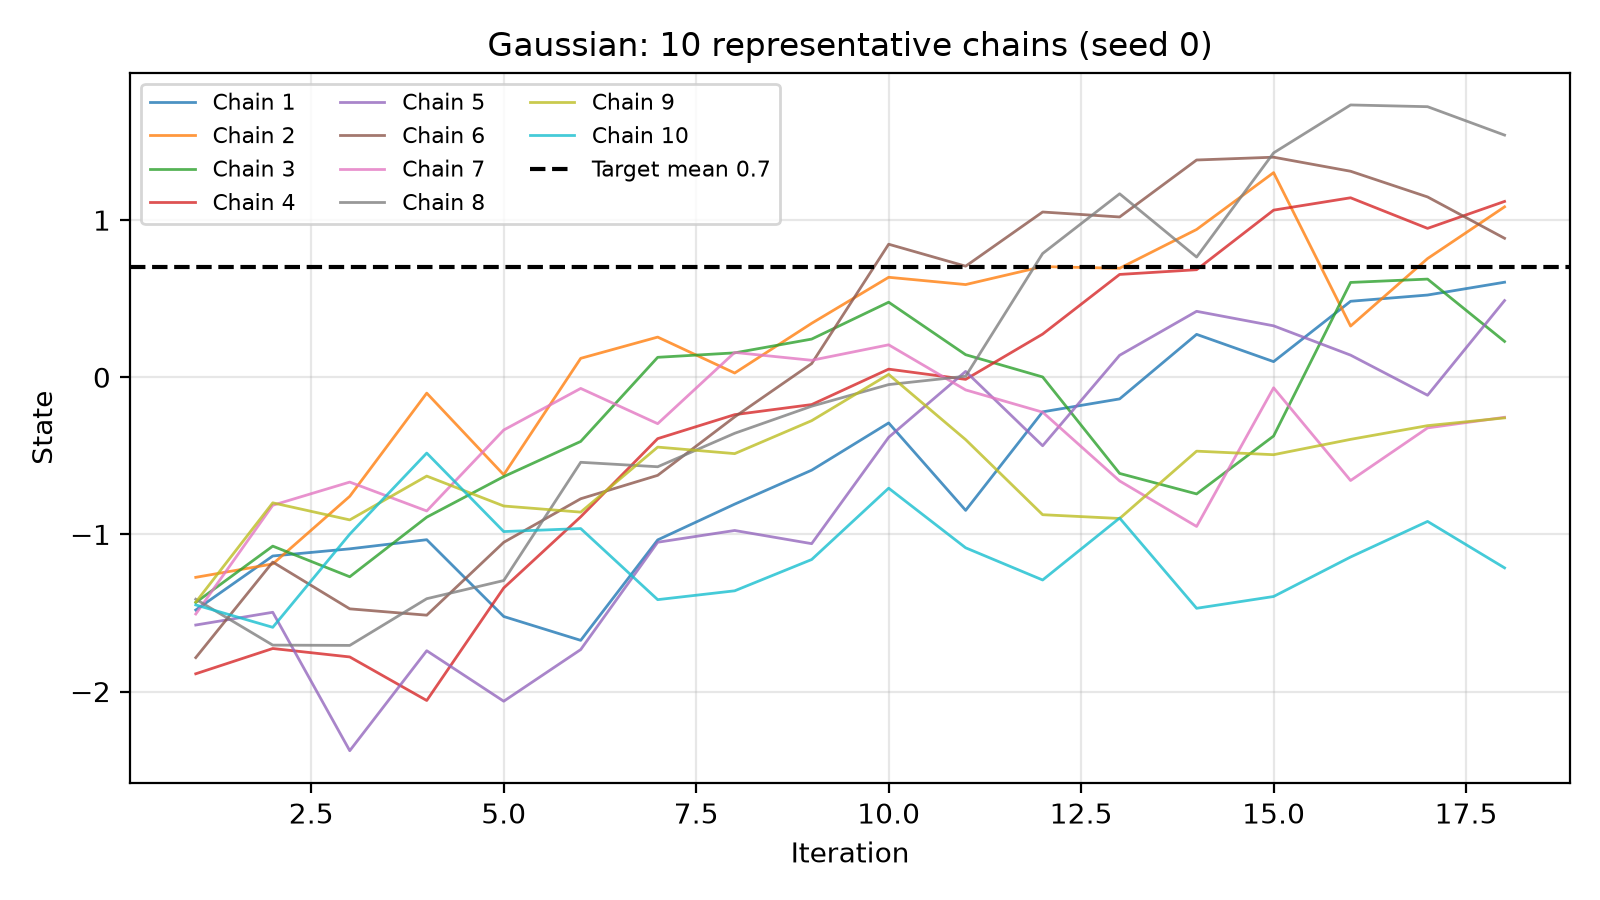 Gaussian: 10 representative chains (seed 0)
Chain 1
Chain 2
Chain 3
Chain 4
Chain 5
Chain 6
Chain 7
Chain 8
Chain 9
Chain 10
Target mean 0.7
State
1
0
−1
−2
2.5
5.0
7.5
10.0
12.5
15.0
17.5
Iteration